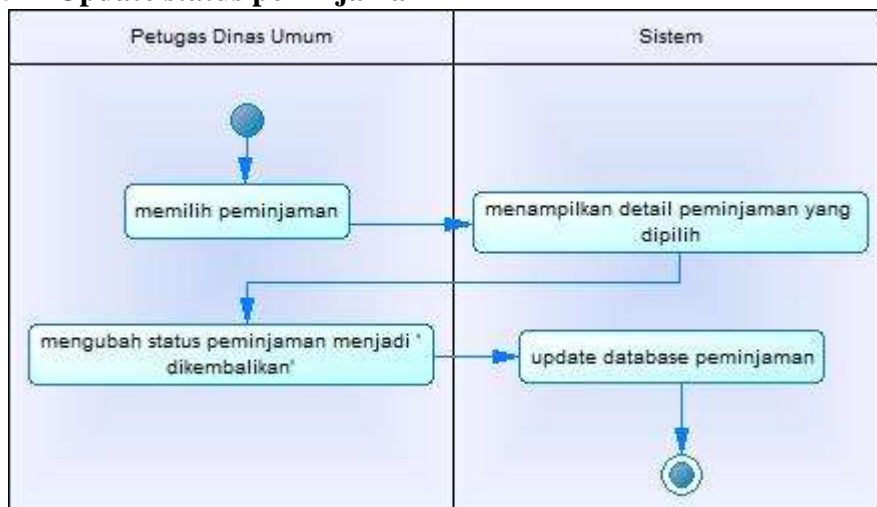 Update status peminjama
Petugas Dinas Umum
Sistem
memilih peminjaman
menampilkan detail peminjaman yang
dipilih
mengubah status peminjaman menjadi '
dikembalikan'
update database peminjaman